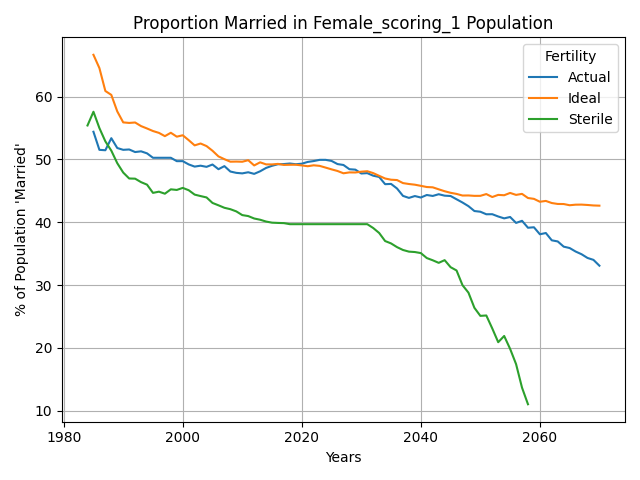 Proportion Married in Female_scoring_1 Population
Fertility
Actual
Ideal
Sterile
% of Population 'Married'
60
50
40
30
20
10
1980 2000 2020 2040 2060
Years